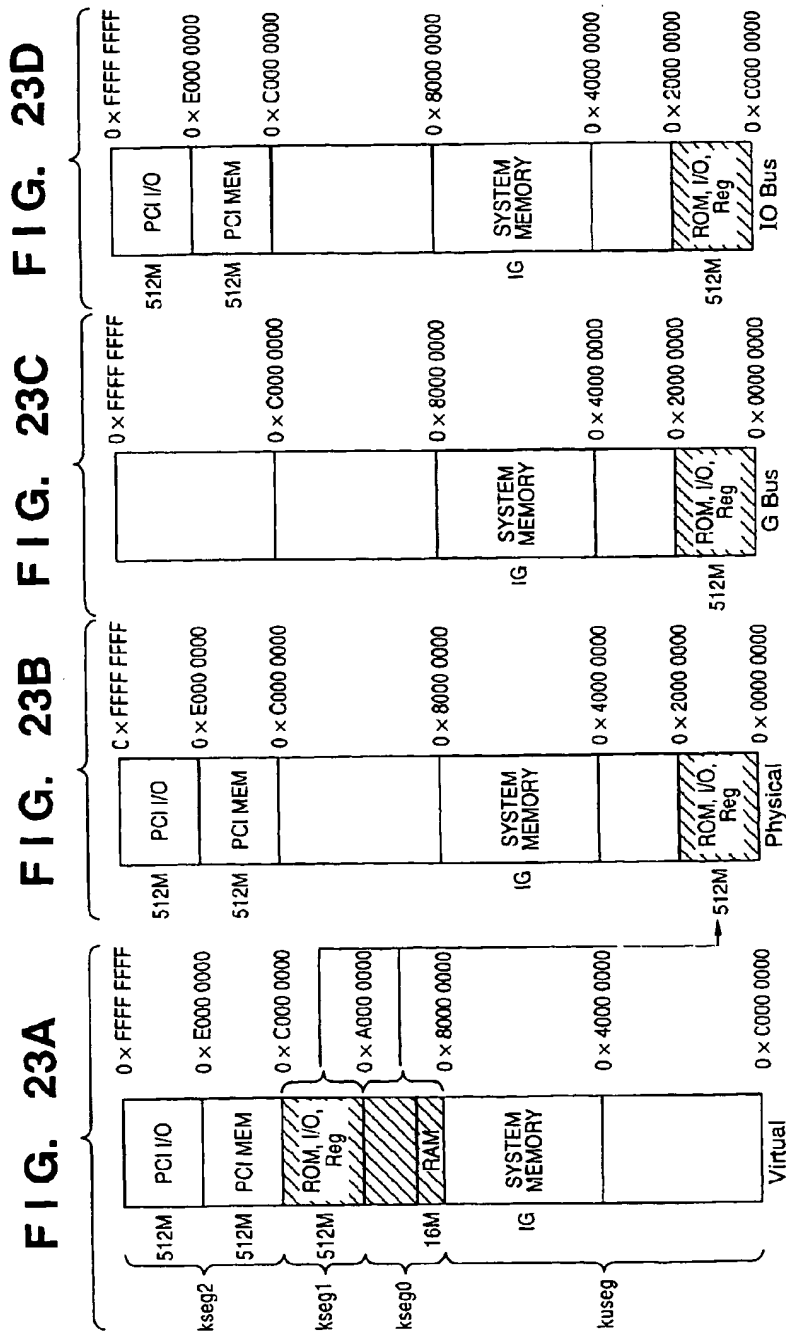 FIG. 23A
0 × FFFF FFFF
PCI I/O
512M
0 × E000 0000
PCI MEM
512M
kseg2
0 × C000 0000
ROM, I/O,
Reg
512M
kseg1
0 × A000 0000
RAM
16M
kseg0
0 × 8000 0000
SYSTEM
MEMORY
IG
0 × 4000 0000
kuseg
0 × C000 0000
Virtual
FIG. 23B
C × FFFF FFFF
PCI I/O
512M
0 × E000 0000
PCI MEM
512M
0 × C000 0000
0 × 8000 0000
SYSTEM
MEMORY
IG
0 × 4000 0000
0 × 2000 0000
ROM, I/O,
Reg
512M
0 × 0000 0000
Physical
FIG. 23C
0 × FFFF FFFF
0 × C000 0000
0 × 8000 0000
SYSTEM
MEMORY
IG
0 × 4000 0000
0 × 2000 0000
ROM, I/O,
Reg
512M
0 × 0000 0000
G Bus
FIG. 23D
0 × FFFF FFFF
PCI I/O
512M
0 × E000 0000
PCI MEM
512M
0 × C000 0000
0 × 8000 0000
SYSTEM
MEMORY
IG
0 × 4000 0000
0 × 2000 0000
ROM, I/O,
Reg
512M
0 × C000 0000
IO Bus